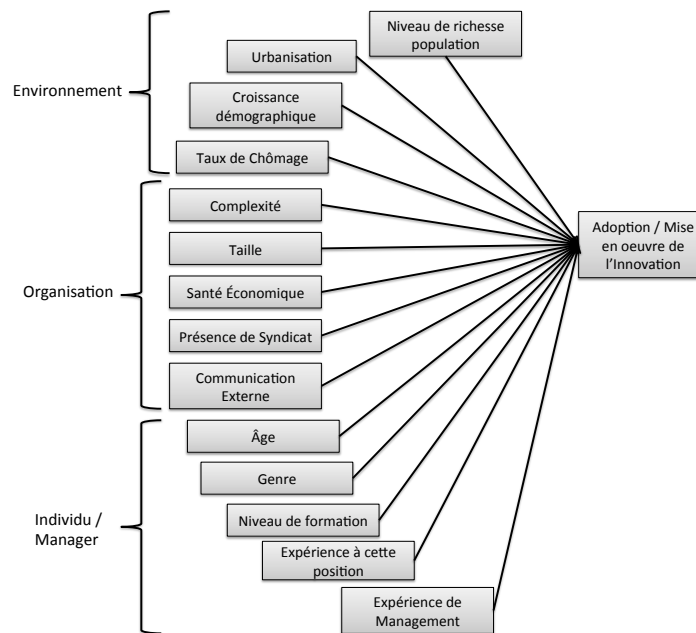 Niveau de richesse
population
Urbanisation
Environnement
Croissance
démographique
Taux de Chômage
Complexité
Adoption / Mise
en oeuvre de
l'Innovation
Taille
Organisation
Santé Économique
Présence de Syndicat
Communication
Externe
Âge
Genre
Individu /
Manager
Niveau de formation
Expérience à cette
position
Expérience de
Management